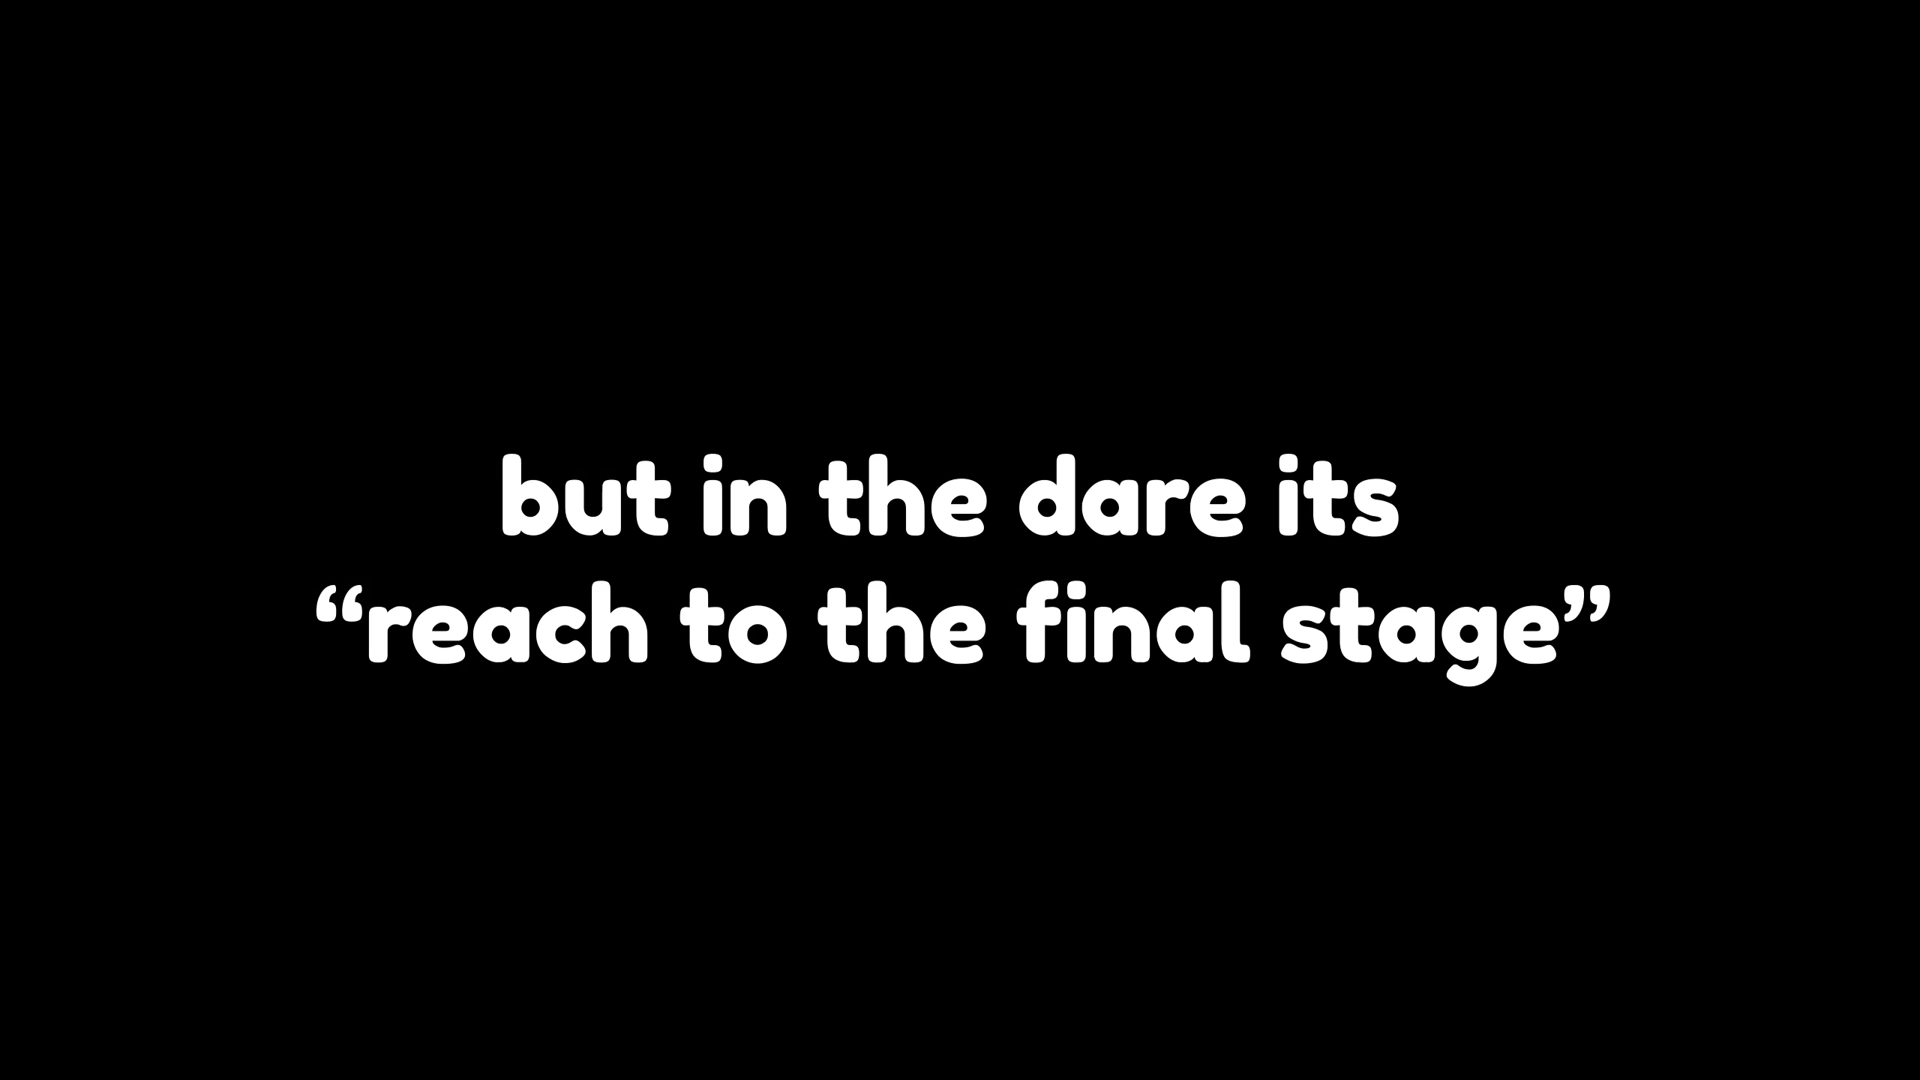 but in the dare its
“reach to the final stage”